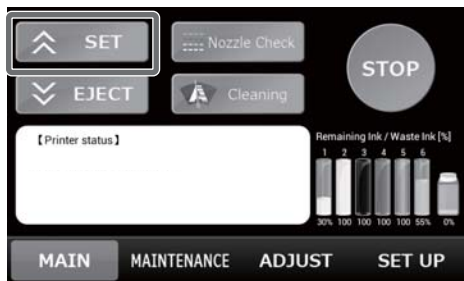 SET
Nozzle Check
STOP
EJECT
Cleaning
【Printer status】
Remaining Ink / Waste Ink [%]
1 2 3 4 5 6
30% 100 100 100 100 55% 0%
MAIN MAINTENANCE ADJUST SET UP